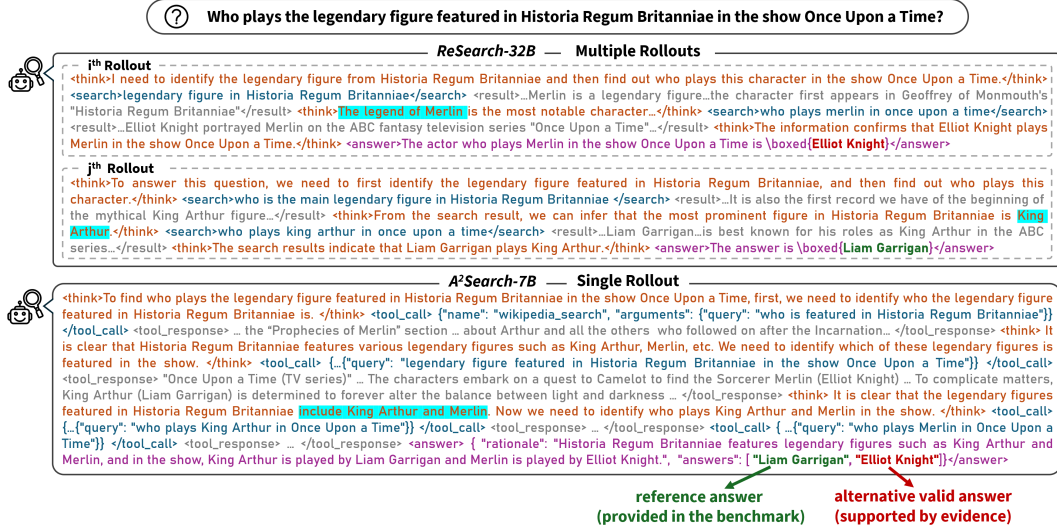 Who plays the legendary figure featured in Historia Regum Britanniae in the show Once Upon a Time?
ReSearch-32B — Multiple Rollouts
iᵗʰ Rollout
<think>I need to identify the legendary figure from Historia Regum Britanniae and then find out who plays this character in the show Once Upon a Time.</think>
<search>legendary figure in Historia Regum Britanniae</search> <result>...Merlin is a legendary figure...the character first appears in Geoffrey of Monmouth's
"Historia Regum Britanniae"</result> <think>The legend of Merlin is the most notable character...</think> <search>who plays merlin in once upon a time</search>
<result>...Elliot Knight portrayed Merlin on the ABC fantasy television series "Once Upon a Time"...</result> <think>The information confirms that Elliot Knight plays
Merlin in the show Once Upon a Time.</think> <answer>The actor who plays Merlin in the show Once Upon a Time is \boxed{Elliot Knight}</answer>
jᵗʰ Rollout
<think>To answer this question, we need to first identify the legendary figure featured in Historia Regum Britanniae, and then find out who plays this
character.</think> <search>who is the main legendary figure in Historia Regum Britanniae </search> <result>...It is also the first record we have of the beginning of
the mythical King Arthur figure...</result> <think>From the search result, we can infer that the most prominent figure in Historia Regum Britanniae is King
Arthur.</think> <search>who plays king arthur in once upon a time</search> <result>...Liam Garrigan...is best known for his roles as King Arthur in the ABC
series...</result> <think>The search results indicate that Liam Garrigan plays King Arthur.</think> <answer>The answer is \boxed{Liam Garrigan}</answer>
A²Search-7B — Single Rollout
<think>To find who plays the legendary figure featured in Historia Regum Britanniae in the show Once Upon a Time, first, we need to identify who the legendary figure
featured in Historia Regum Britanniae is. </think> <tool_call> {"name": "wikipedia_search", "arguments": {"query": "who is featured in Historia Regum Britanniae"}}
</tool_call> <tool_response> ... the "Prophecies of Merlin" section ... about Arthur and all the others who followed on after the Incarnation... </tool_response> <think> It
is clear that Historia Regum Britanniae features various legendary figures such as King Arthur, Merlin, etc. We need to identify which of these legendary figures is
featured in the show. </think> <tool_call> {...{"query": "legendary figure featured in Historia Regum Britanniae in the show Once Upon a Time"}} </tool_call>
<tool_response> "Once Upon a Time (TV series)" ... The characters embark on a quest to Camelot to find the Sorcerer Merlin (Elliot Knight) ... To complicate matters,
King Arthur (Liam Garrigan) is determined to forever alter the balance between light and darkness ... </tool_response> <think> It is clear that the legendary figures
featured in Historia Regum Britanniae include King Arthur and Merlin. Now we need to identify who plays King Arthur and Merlin in the show. </think> <tool_call>
{...{"query": "who plays King Arthur in Once Upon a Time"}} </tool_call> <tool_response> ... </tool_response> <tool_call> { ...{"query": "who plays Merlin in Once Upon a
Time"}} </tool_call> <tool_response> ... </tool_response> <answer> { "rationale": "Historia Regum Britanniae features legendary figures such as King Arthur and
Merlin, and in the show, King Arthur is played by Liam Garrigan and Merlin is played by Elliot Knight.", "answers": [ "Liam Garrigan", "Elliot Knight"]}</answer>
reference answer
(provided in the benchmark)
alternative valid answer
(supported by evidence)